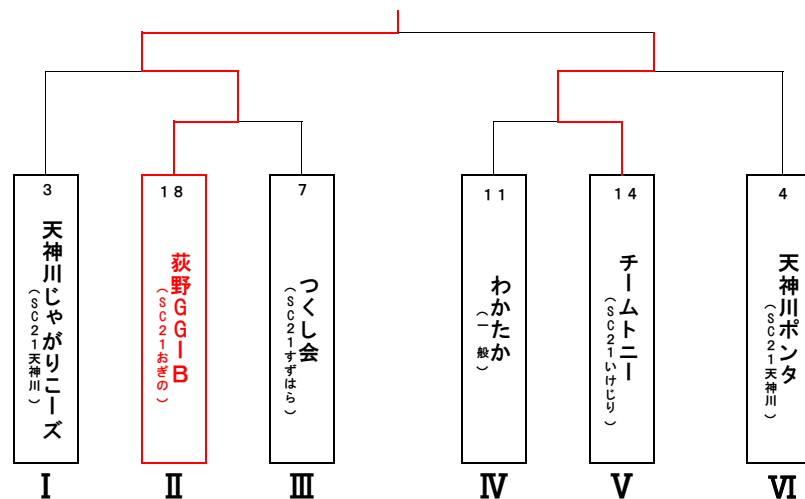 3
天神川じゃがりこーズ
（SC21天神川）
Ⅰ
18
荻野GG－B
（SC21おぎの）
Ⅱ
7
つくし会
（SC21すずはら）
Ⅲ
11
わかたか
（一 般）
Ⅳ
14
チームトニー
（SC21いけじり）
Ⅴ
4
天神川ポンタ
（SC21天神川）
Ⅵ